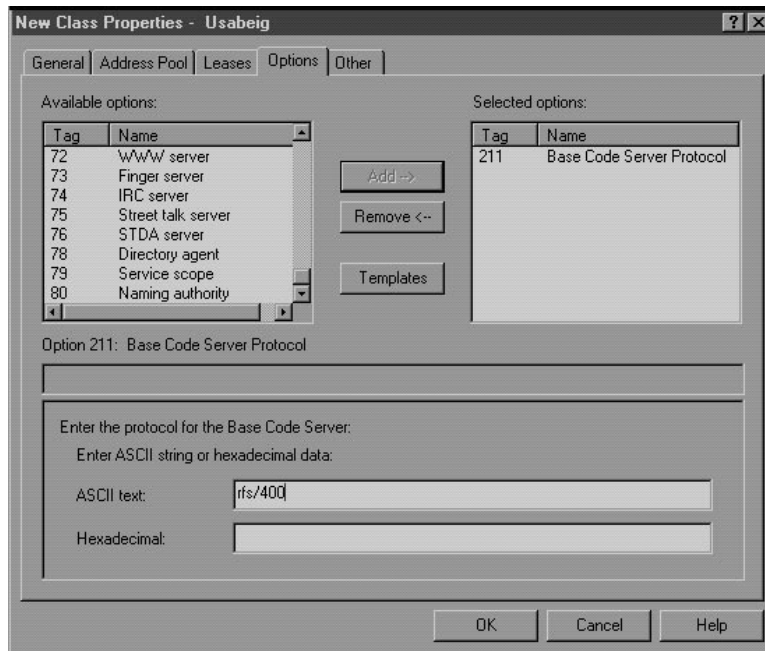 New Class Properties - Usabeig
General Address Pool Leases Options Other
Available options:
Selected options:
Tag Name
72 WWW server
73 Finger server
74 IRC server
75 Street talk server
76 STDA server
78 Directory agent
79 Service scope
80 Naming authority
Add -->
Remove <--
Templates
Tag Name
211 Base Code Server Protocol
Option 211: Base Code Server Protocol
Enter the protocol for the Base Code Server:
Enter ASCII string or hexadecimal data:
ASCII text: rfs/400
Hexadecimal:
OK Cancel Help